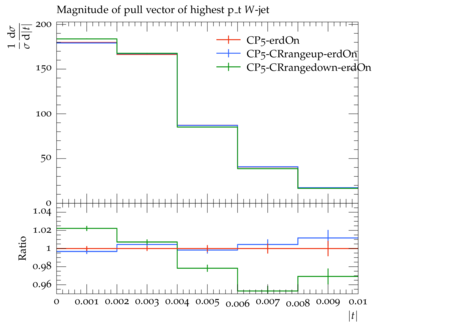 Magnitude of pull vector of highest p_t W-jet
1/σ dσ/d|t|
CP5-erdOn
CP5-CRrangeup-erdOn
CP5-CRrangedown-erdOn
200
150
100
50
0
Ratio
1.04
1.02
1
0.98
0.96
0 0.001 0.002 0.003 0.004 0.005 0.006 0.007 0.008 0.009 0.01
|t|